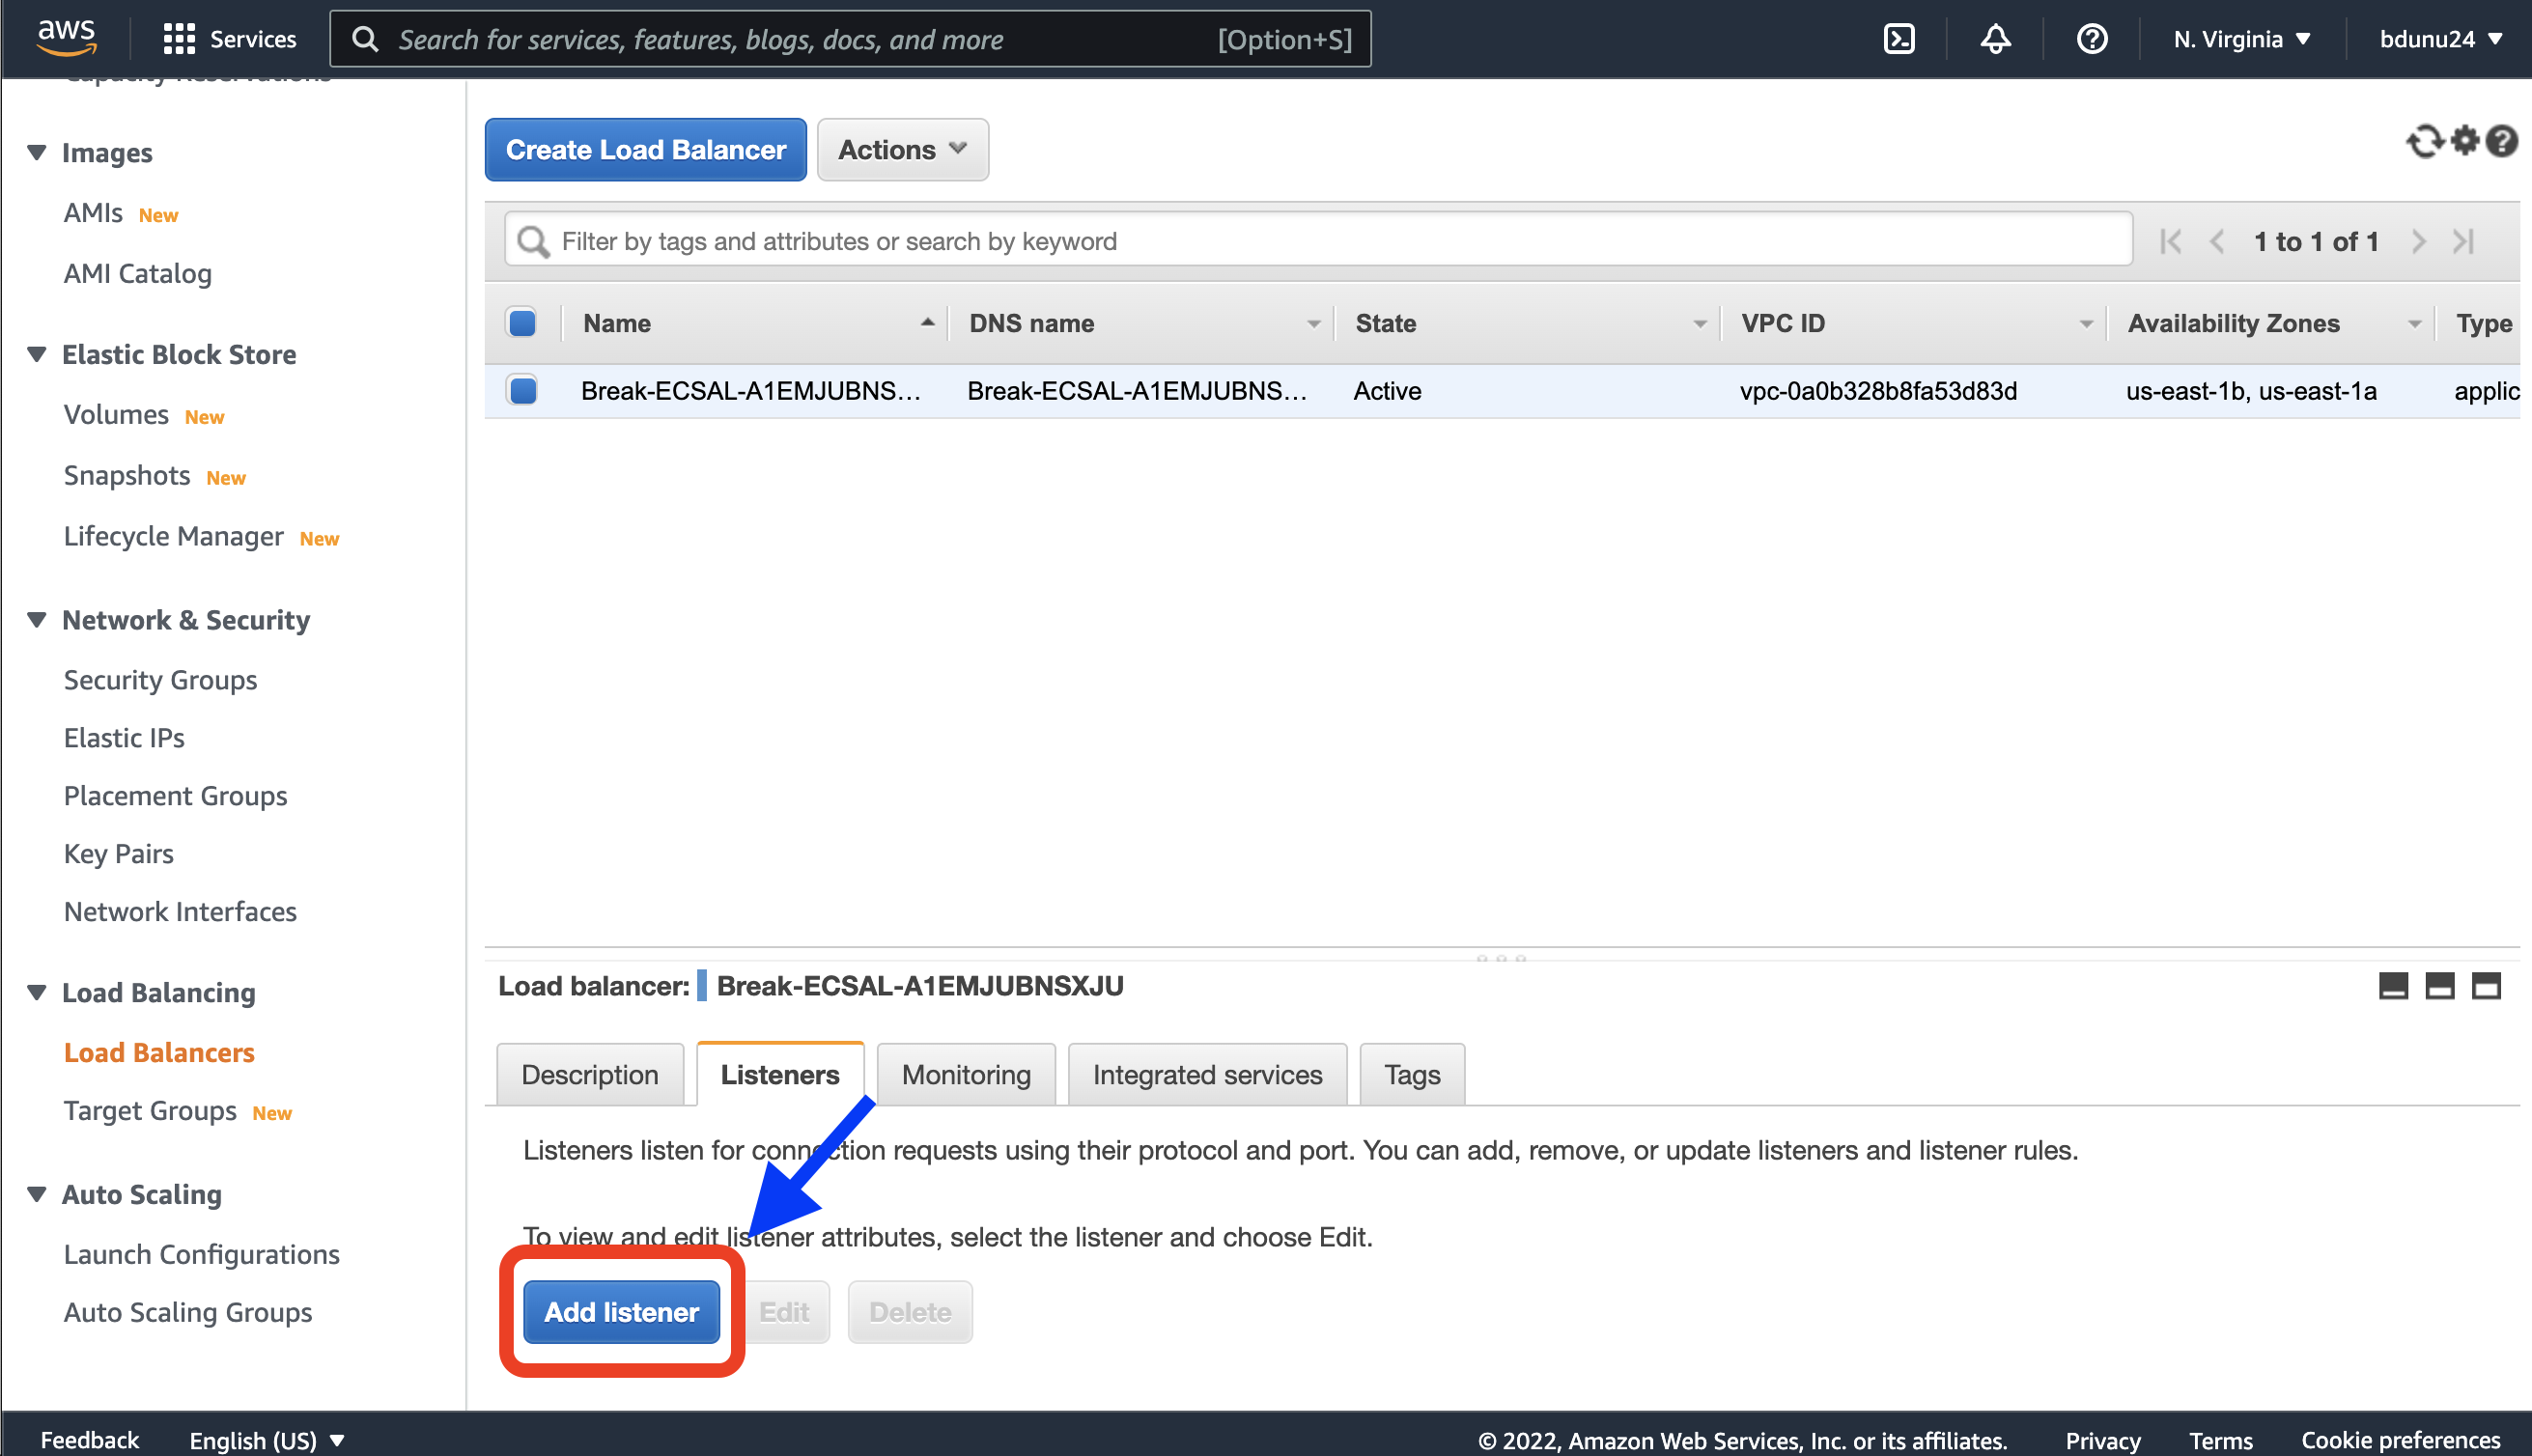 aws
Services
Search for services, features, blogs, docs, and more
[Option+S]
N. Virginia
bdunu24
Capacity Reservations
Images
AMIs New
AMI Catalog
Elastic Block Store
Volumes New
Snapshots New
Lifecycle Manager New
Network & Security
Security Groups
Elastic IPs
Placement Groups
Key Pairs
Network Interfaces
Load Balancing
Load Balancers
Target Groups New
Auto Scaling
Launch Configurations
Auto Scaling Groups
Create Load Balancer
Actions
Filter by tags and attributes or search by keyword
1 to 1 of 1
Name DNS name State VPC ID Availability Zones Type
Break-ECSAL-A1EMJUBNS... Break-ECSAL-A1EMJUBNS... Active vpc-0a0b328b8fa53d83d us-east-1b, us-east-1a applic
Load balancer: Break-ECSAL-A1EMJUBNSXJU
Description Listeners Monitoring Integrated services Tags
Listeners listen for connection requests using their protocol and port. You can add, remove, or update listeners and listener rules.
To view and edit listener attributes, select the listener and choose Edit.
Add listener Edit Delete
Feedback English (US) © 2022, Amazon Web Services, Inc. or its affiliates. Privacy Terms Cookie preferences